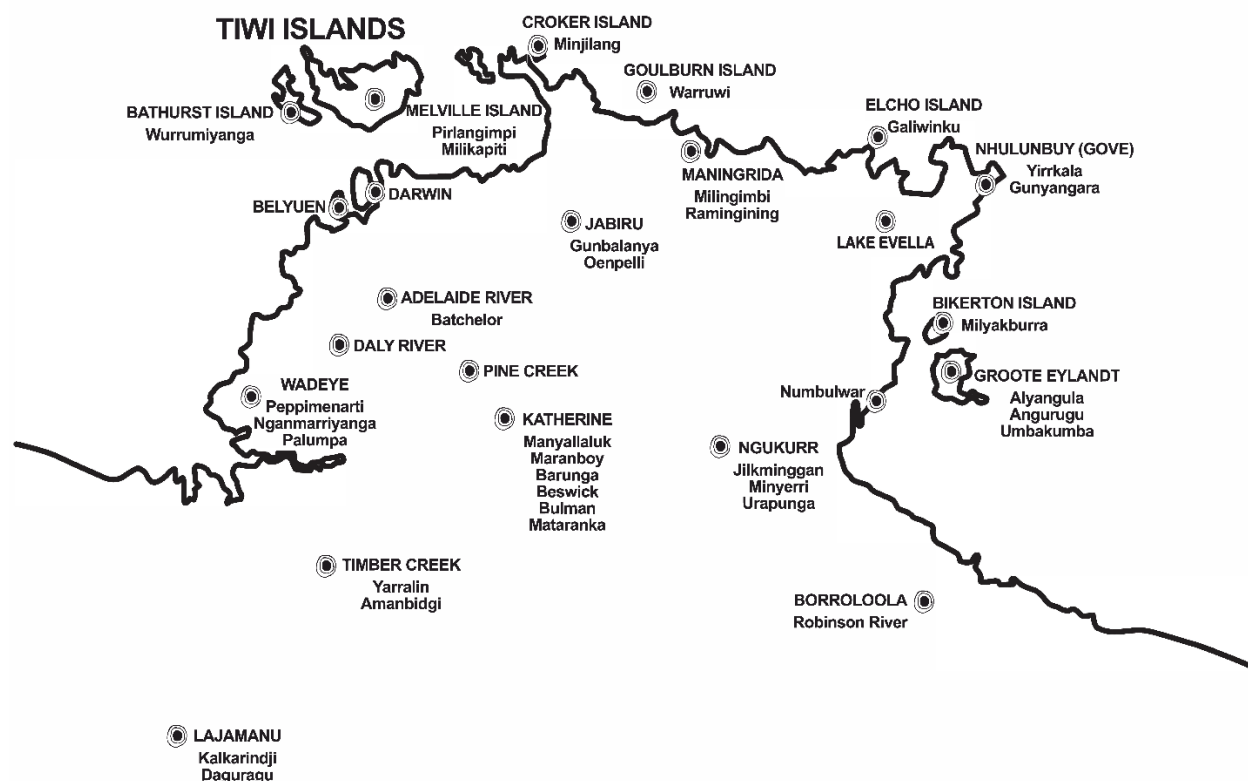 TIWI ISLANDS
CROKER ISLAND
Minjilang
GOULBURN ISLAND
Warruwi
BATHURST ISLAND
Wurrumiyanga
MELVILLE ISLAND
Pirlangimpi
Milikapiti
ELCHO ISLAND
Galiwinku
NHULUNBUY (GOVE)
Yirrkala
Gunyangara
MANINGRIDA
Milingimbi
Ramingining
DARWIN
BELYUEN
JABIRU
Gunbalanya
Oenpelli
LAKE EVELLA
ADELAIDE RIVER
Batchelor
BIKERTON ISLAND
Milyakburra
DALY RIVER
PINE CREEK
GROOTE EYLANDT
Alyangula
Angurugu
Umbakumba
WADEYE
Peppimenarti
Nganmarriyanga
Palumpa
Numbulwar
KATHERINE
Manyallaluk
Maranboy
Barunga
Beswick
Bulman
Mataranka
NGUKURR
Jilkminggan
Minyerri
Urapunga
TIMBER CREEK
Yarralin
Amanbidgi
BORROLOOLA
Robinson River
LAJAMANU
Kalkarindji
Daguragu